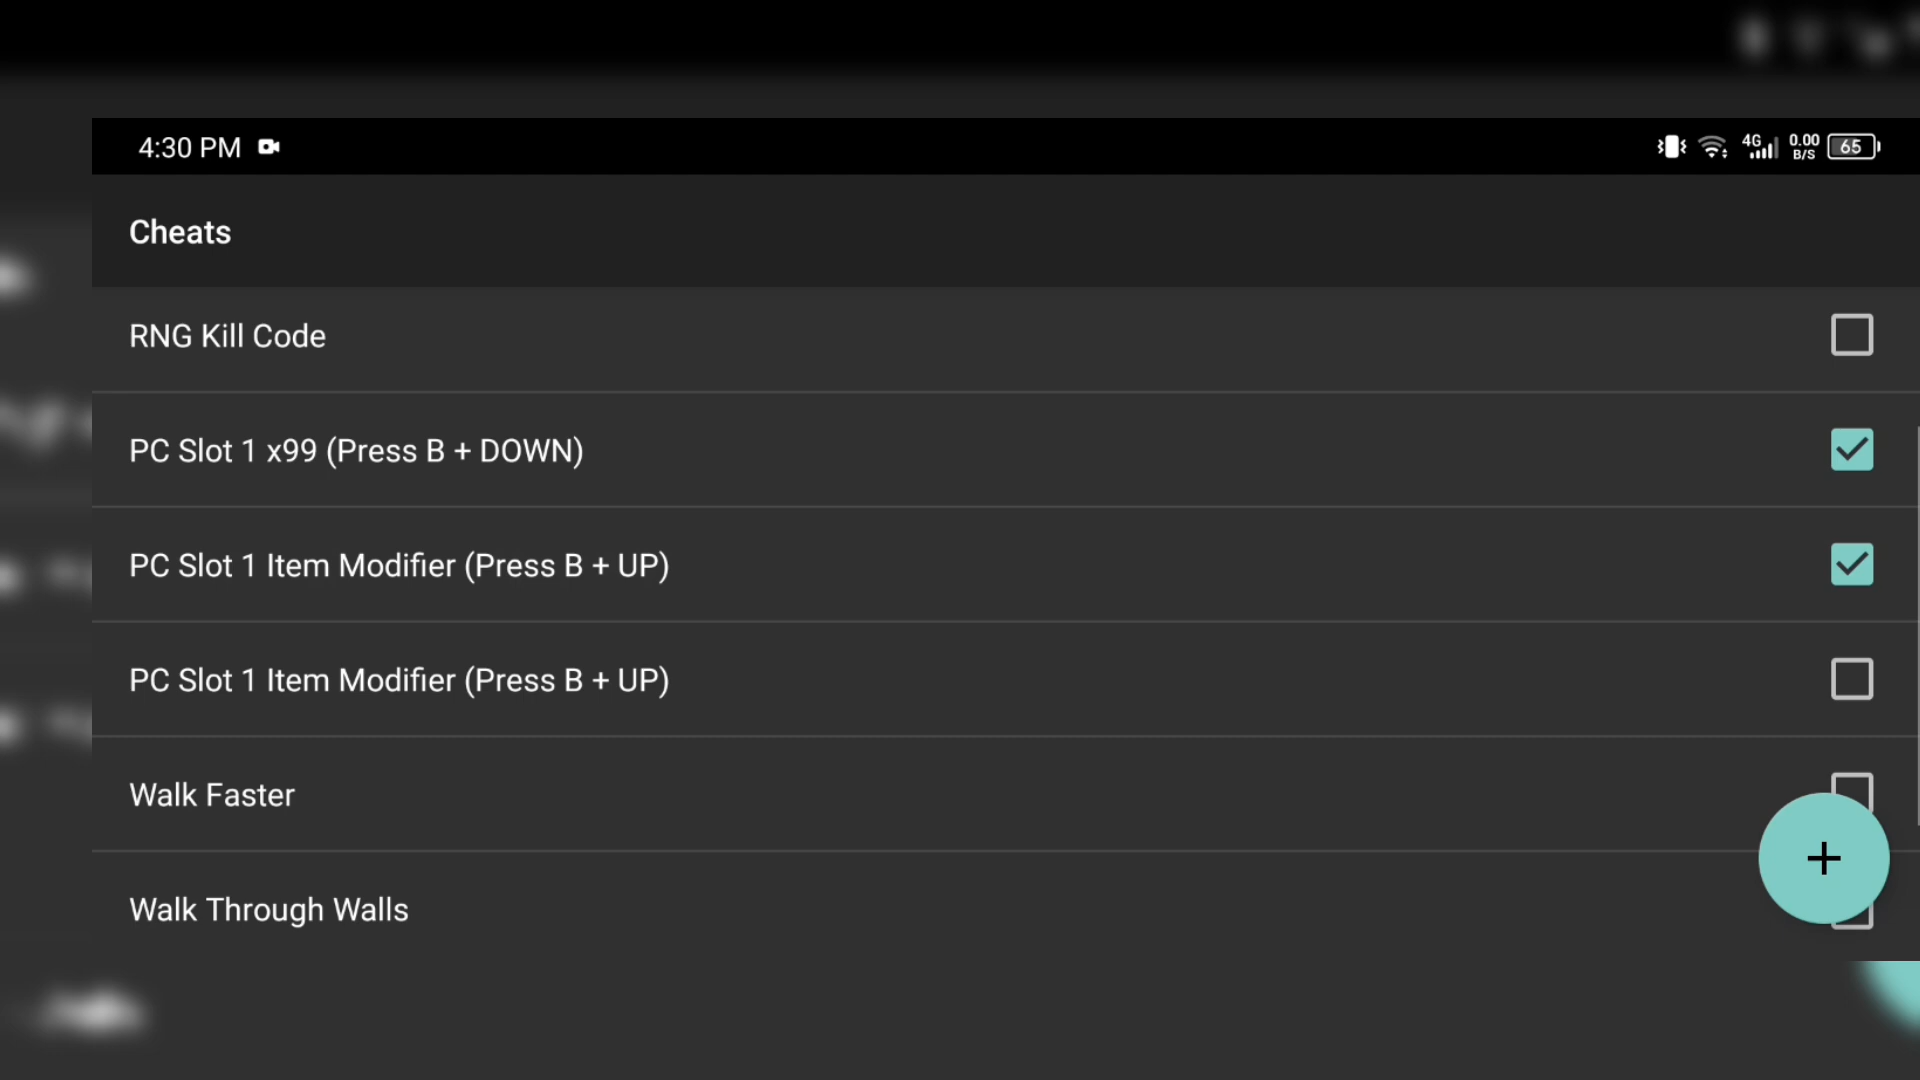 4:30 PM
4G 0.00 B/S 65
Cheats
RNG Kill Code
PC Slot 1 x99 (Press B + DOWN)
PC Slot 1 Item Modifier (Press B + UP)
PC Slot 1 Item Modifier (Press B + UP)
Walk Faster
+
Walk Through Walls